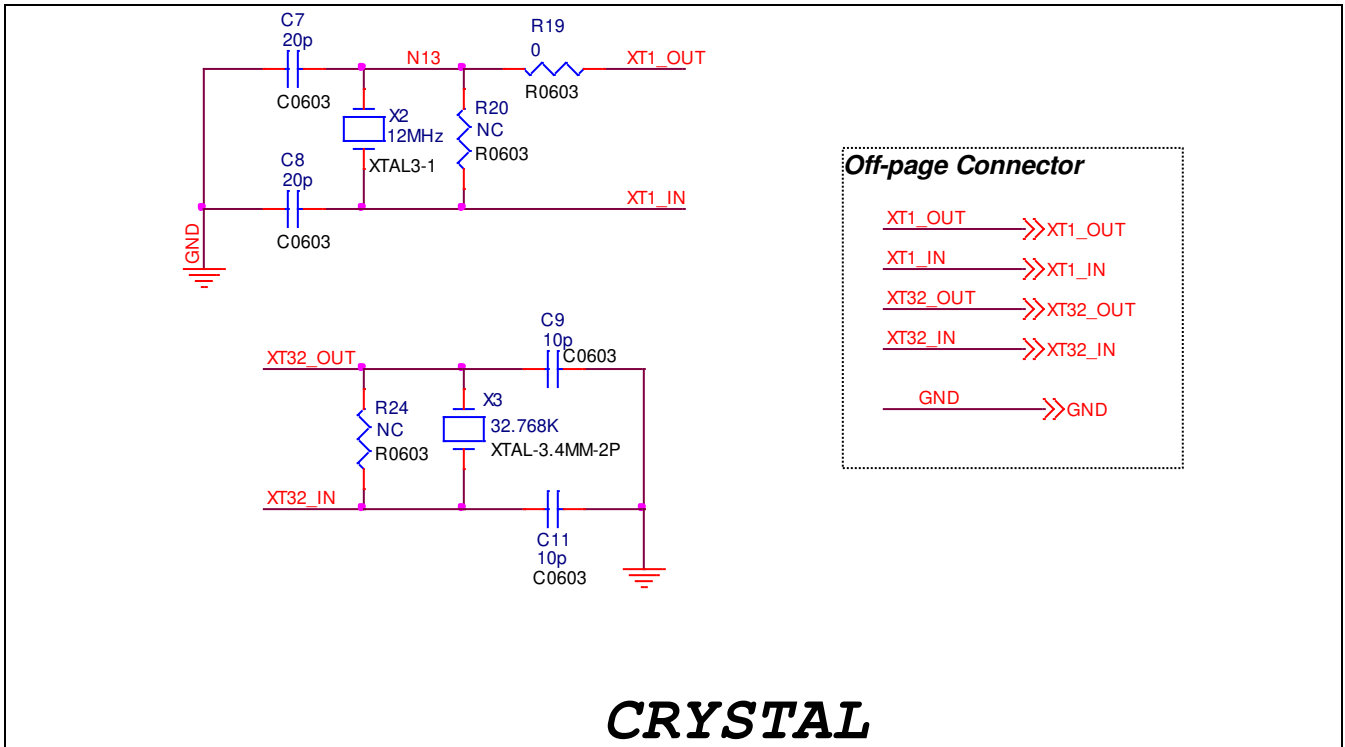 C7
20p
C0603
N13
R19
0
R0603
XT1_OUT
X2
12MHz
XTAL3-1
R20
NC
R0603
C8
20p
C0603
XT1_IN
GND
Off-page Connector
XT1_OUT XT1_OUT
XT1_IN XT1_IN
XT32_OUT XT32_OUT
XT32_IN XT32_IN
GND GND
C9
10p
C0603
XT32_OUT
R24
NC
R0603
X3
32.768K
XTAL-3.4MM-2P
XT32_IN
C11
10p
C0603
CRYSTAL